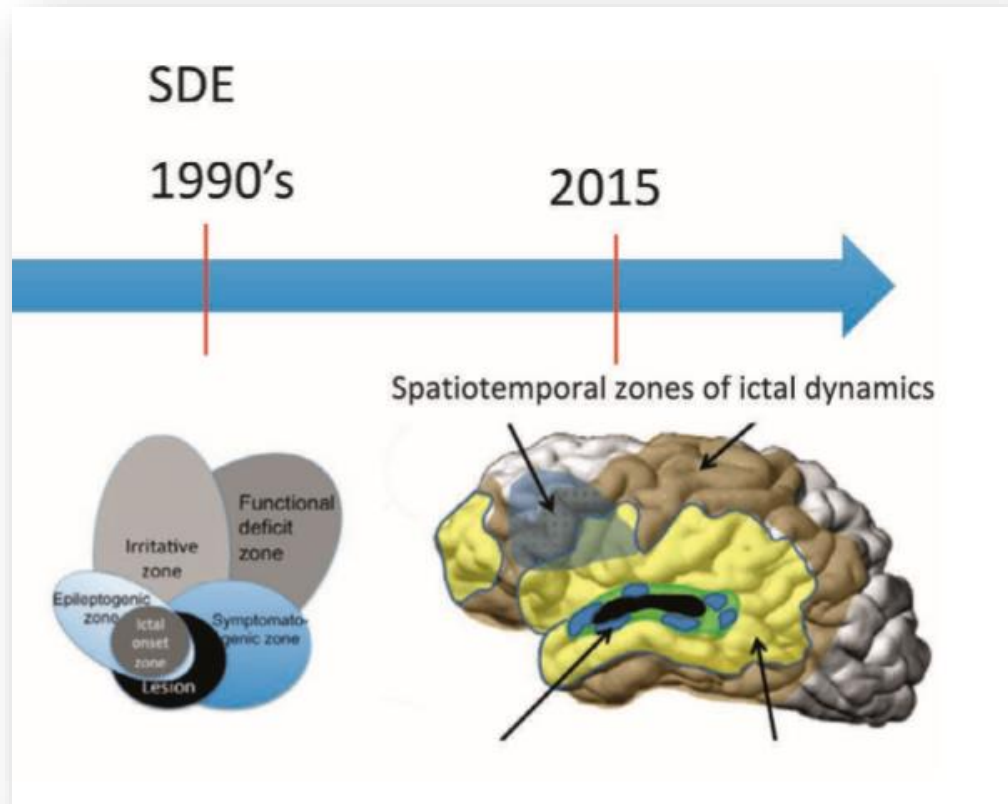 SDE
1990's
2015
Spatiotemporal zones of ictal dynamics
Functional
deficit
zone
Irritative
zone
Epileptogenic
zone
Ictal
onset
zone
Symptomato-
genic zone
Lesion